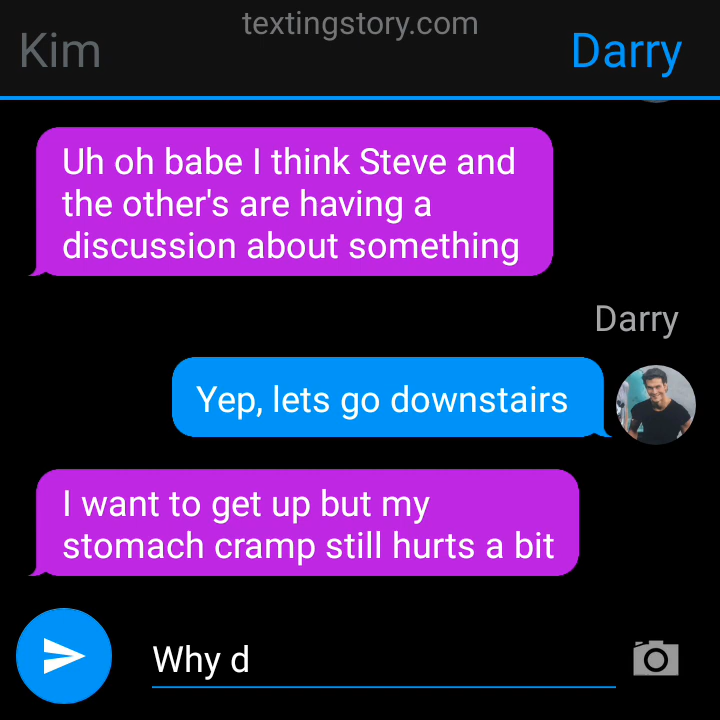 textingstory.com
Kim
Darry
Uh oh babe I think Steve and
the other's are having a
discussion about something
Darry
Yep, lets go downstairs
I want to get up but my
stomach cramp still hurts a bit
Why d